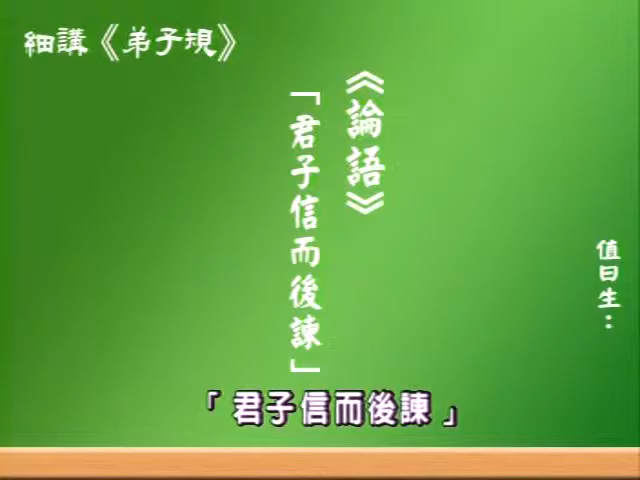 細講《弟子規》
《論語》
「君子信而後諫」
值日生：
「君子信而後諫」